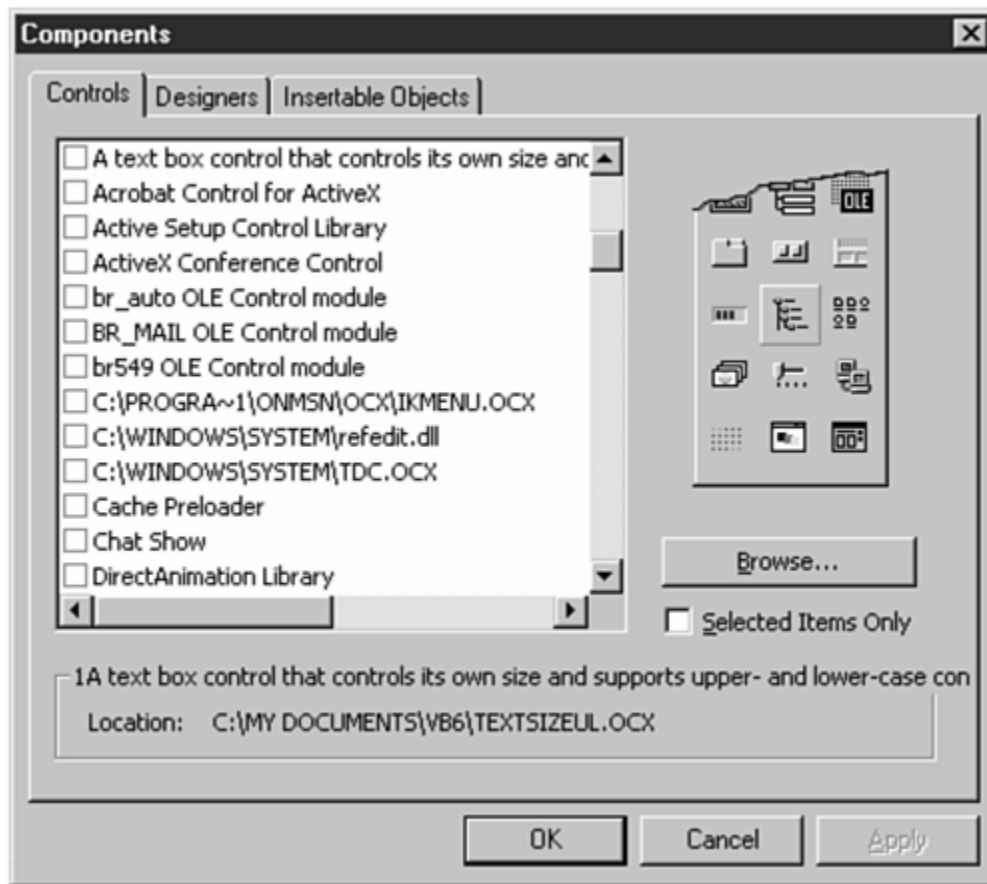 Components
Controls Designers Insertable Objects
A text box control that controls its own size and
Acrobat Control for ActiveX
Active Setup Control Library
ActiveX Conference Control
br_auto OLE Control module
BR_MAIL OLE Control module
br549 OLE Control module
C:\PROGRA~1\ONMSN\OCX\IKMENU.OCX
C:\WINDOWS\SYSTEM\refedit.dll
C:\WINDOWS\SYSTEM\TDC.OCX
Cache Preloader
Chat Show
DirectAnimation Library
OLE
Browse...
Selected Items Only
1A text box control that controls its own size and supports upper- and lower-case con
Location: C:\MY DOCUMENTS\VB6\TEXTSIZEUL.OCX
OK Cancel Apply